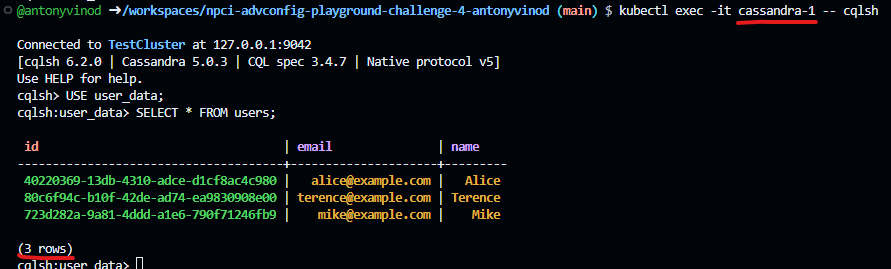 @antonyvinod ➜/workspaces/npci-advconfig-playground-challenge-4-antonyvinod (main) $ kubectl exec -it cassandra-1 -- cqlsh
Connected to TestCluster at 127.0.0.1:9042
[cqlsh 6.2.0 | Cassandra 5.0.3 | CQL spec 3.4.7 | Native protocol v5]
Use HELP for help.
cqlsh> USE user_data;
cqlsh:user_data> SELECT * FROM users;
id | email | name
--------------------------------------+---------------------+---------
40220369-13db-4310-adce-d1cf8ac4c980 | alice@example.com | Alice
80c6f94c-b10f-42de-ad74-ea9830908e00 | terence@example.com | Terence
723d282a-9a81-4ddd-a1e6-790f71246fb9 | mike@example.com | Mike
(3 rows)
cqlsh:user_data>